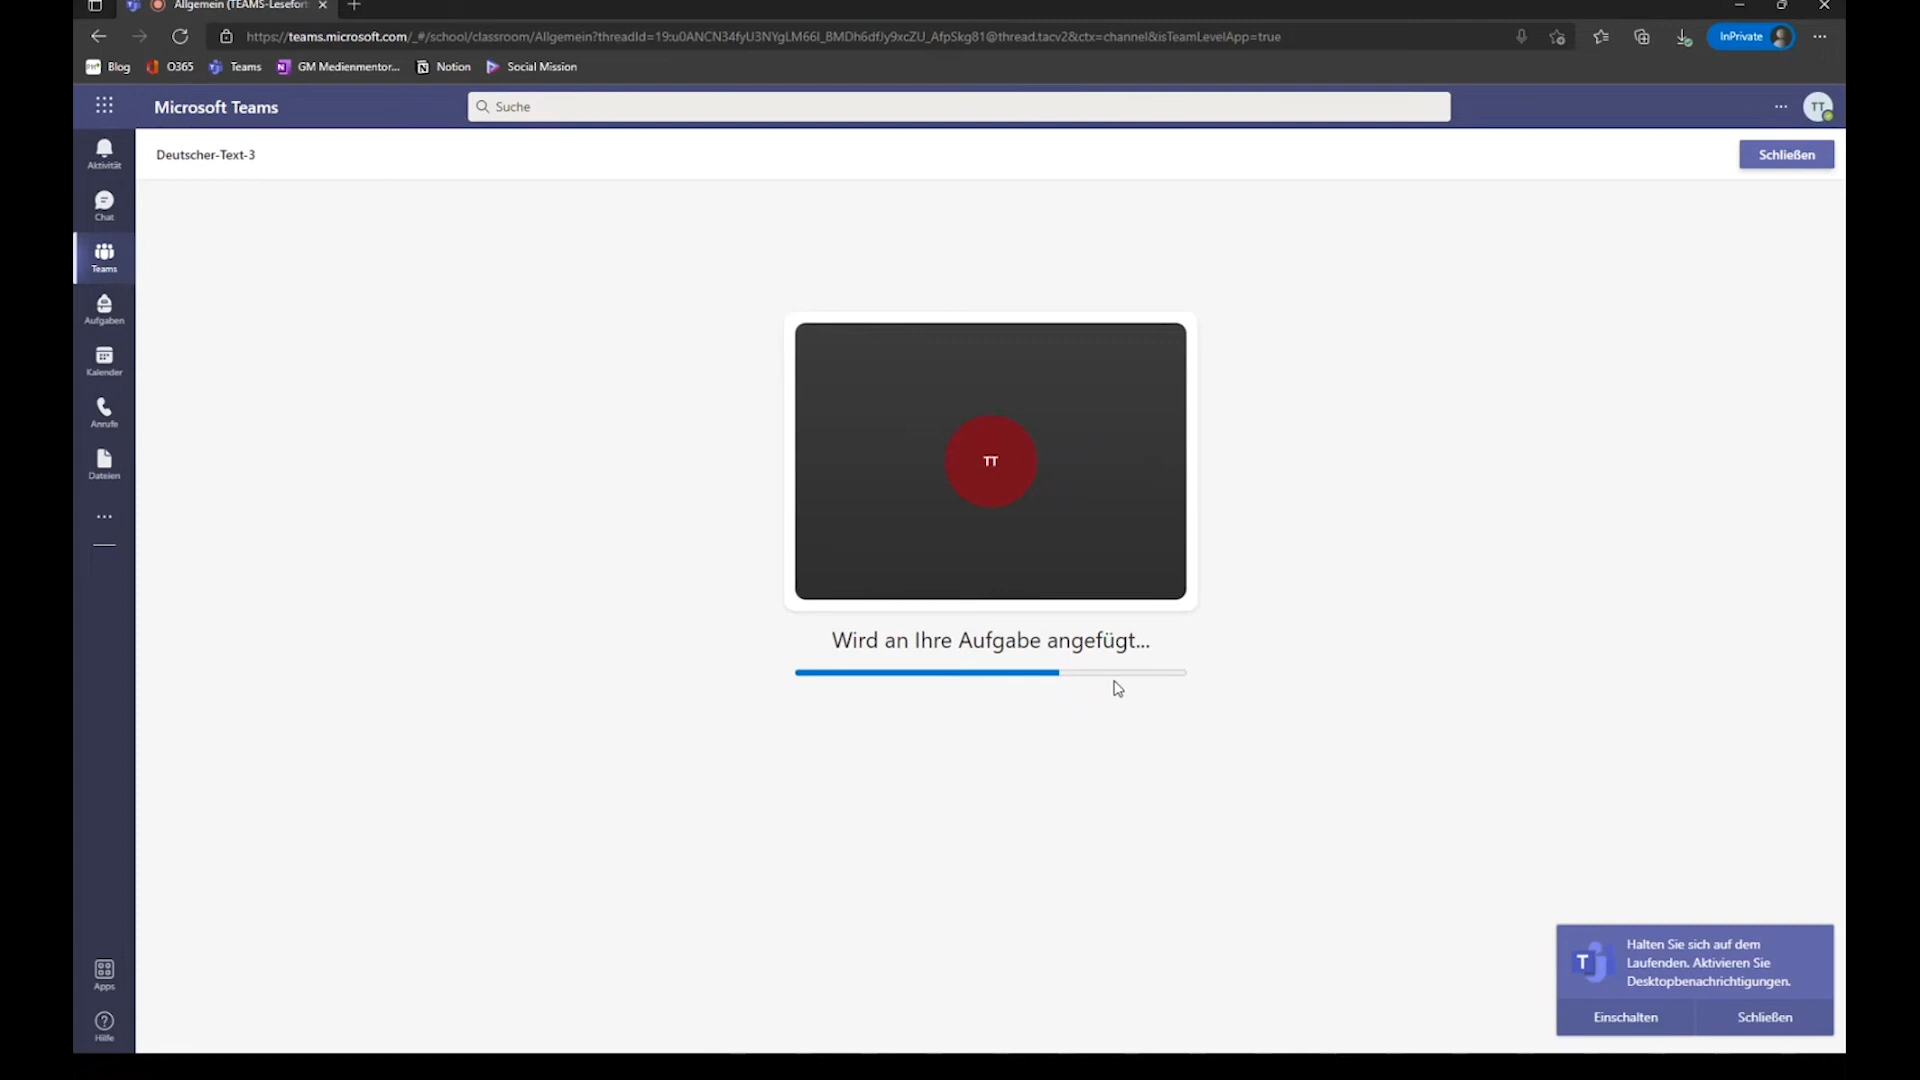 Allgemein (TEAMS-Lesefort
https://teams.microsoft.com/_#/school/classroom/Allgemein?threadId=19:u0ANCN34fyU3NYgLM66I_BMDh6dfJy9xcZU_AfpSkg81@thread.tacv2&ctx=channel&isTeamLevelApp=true
InPrivate
Blog
O365
Teams
GM Medienmentor...
Notion
Social Mission
Microsoft Teams
Suche
TT
Aktivität
Chat
Teams
Aufgaben
Kalender
Anrufe
Dateien
Apps
Hilfe
Deutscher-Text-3
Schließen
TT
Wird an Ihre Aufgabe angefügt...
Halten Sie sich auf dem
Laufenden. Aktivieren Sie
Desktopbenachrichtigungen.
Einschalten
Schließen